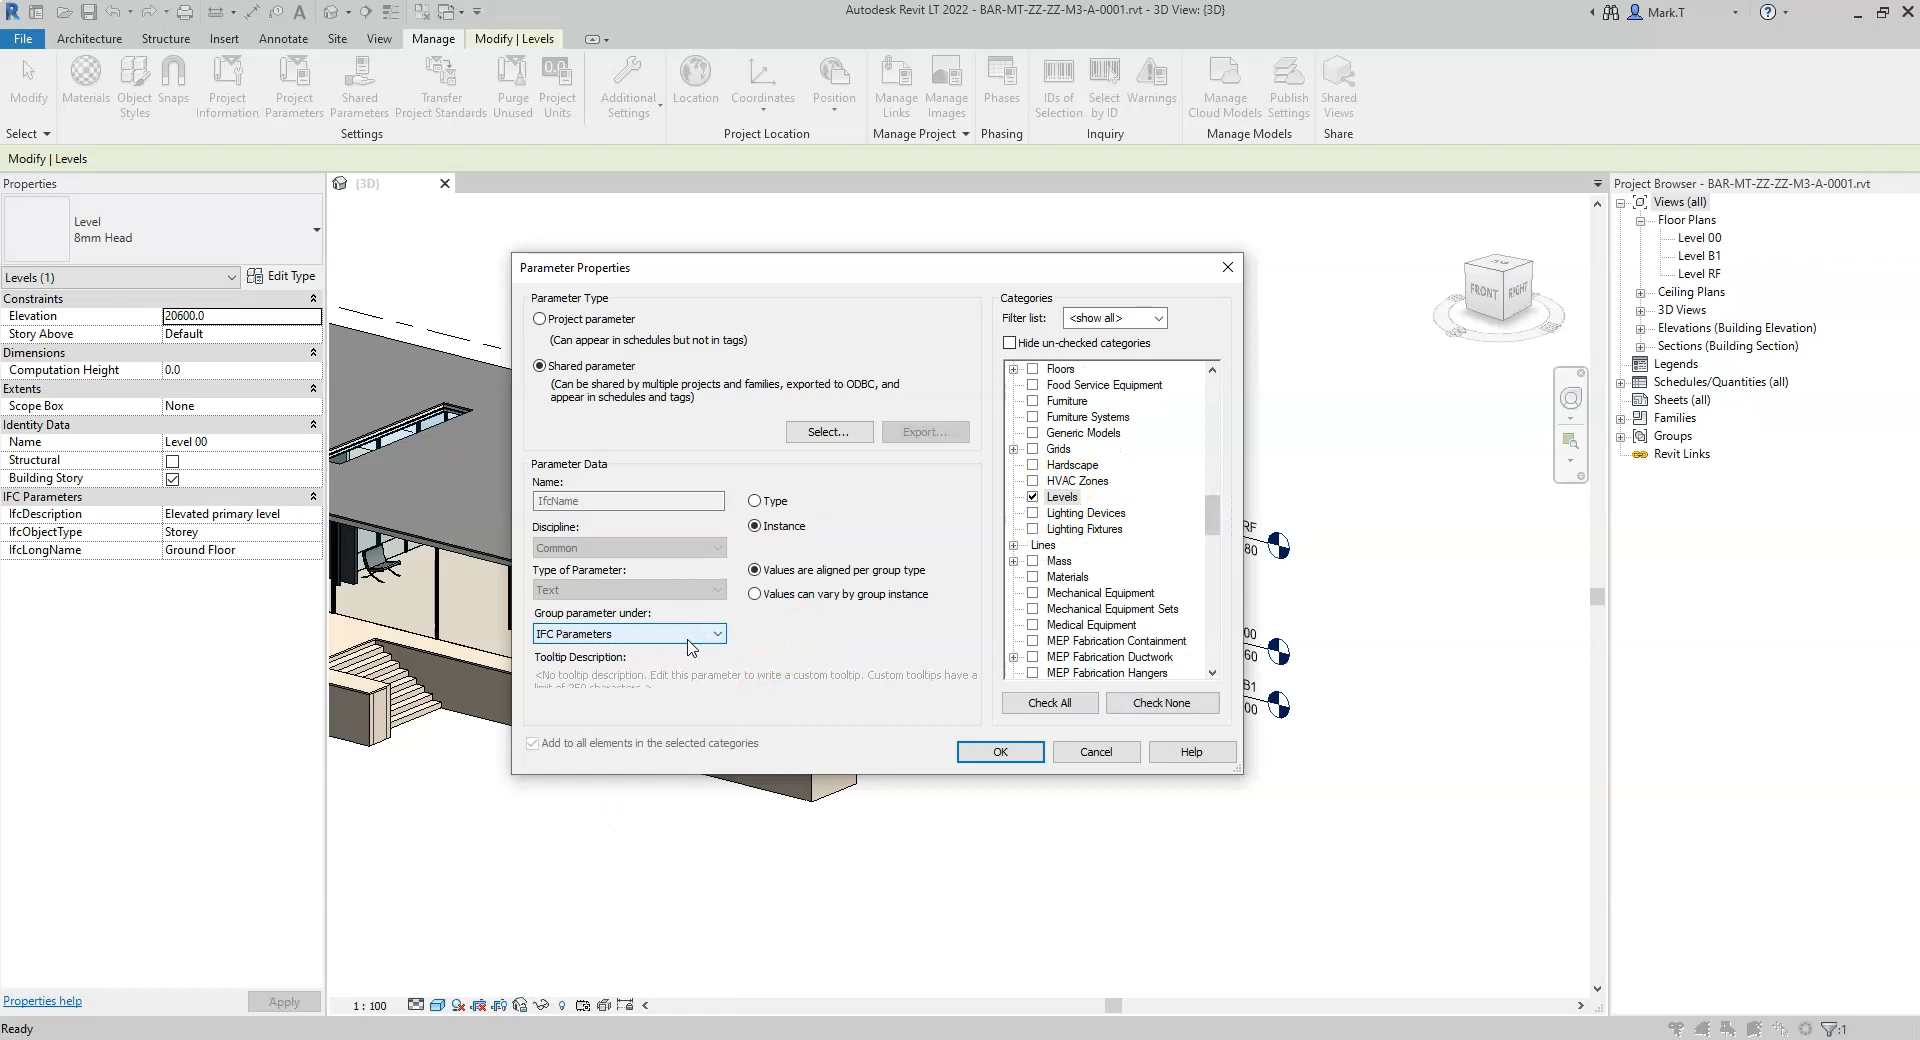 Autodesk Revit LT 2022 - BAR-MT-ZZ-ZZ-M3-A-0001.rvt - 3D View: {3D}
Mark.T
File Architecture Structure Insert Annotate Site View Manage Modify | Levels
Modify
Materials
Object Styles
Snaps
Project Information
Project Parameters
Shared Parameters
Transfer Project Standards
Purge Unused
Project Units
Additional Settings
Location
Coordinates
Position
Manage Links
Manage Images
Phases
IDs of Selection
Select by ID
Warnings
Manage Cloud Models
Publish Settings
Shared Views
Select
Settings
Project Location
Manage Project
Phasing
Inquiry
Manage Models
Share
Modify | Levels
Properties
Level
8mm Head
Levels (1)
Edit Type
Constraints
Elevation 20600.0
Story Above Default
Dimensions
Computation Height 0.0
Extents
Scope Box None
Identity Data
Name Level 00
Structural
Building Story
IFC Parameters
IfcDescription Elevated primary level
IfcObjectType Storey
IfcLongName Ground Floor
Properties help
Apply
{3D}
Parameter Properties
Parameter Type
Project parameter
(Can appear in schedules but not in tags)
Shared parameter
(Can be shared by multiple projects and families, exported to ODBC, and
appear in schedules and tags)
Select...
Export...
Parameter Data
Name:
IfcName
Discipline:
Common
Type of Parameter:
Text
Group parameter under:
IFC Parameters
Tooltip Description:
<No tooltip description. Edit this parameter to write a custom tooltip. Custom tooltips have a
limit of 250 characters.>
Type
Instance
Values are aligned per group type
Values can vary by group instance
Add to all elements in the selected categories
Categories
Filter list:
<show all>
Hide un-checked categories
Floors
Food Service Equipment
Furniture
Furniture Systems
Generic Models
Grids
Hardscape
HVAC Zones
Levels
Lighting Devices
Lighting Fixtures
Lines
Mass
Materials
Mechanical Equipment
Mechanical Equipment Sets
Medical Equipment
MEP Fabrication Containment
MEP Fabrication Ductwork
MEP Fabrication Hangers
Check All
Check None
OK
Cancel
Help
RF
80
00
60
B1
00
FRONT
RIGHT
Project Browser - BAR-MT-ZZ-ZZ-M3-A-0001.rvt
Views (all)
Floor Plans
Level 00
Level B1
Level RF
Ceiling Plans
3D Views
Elevations (Building Elevation)
Sections (Building Section)
Legends
Schedules/Quantities (all)
Sheets (all)
Families
Groups
Revit Links
1 : 100
Ready
:1